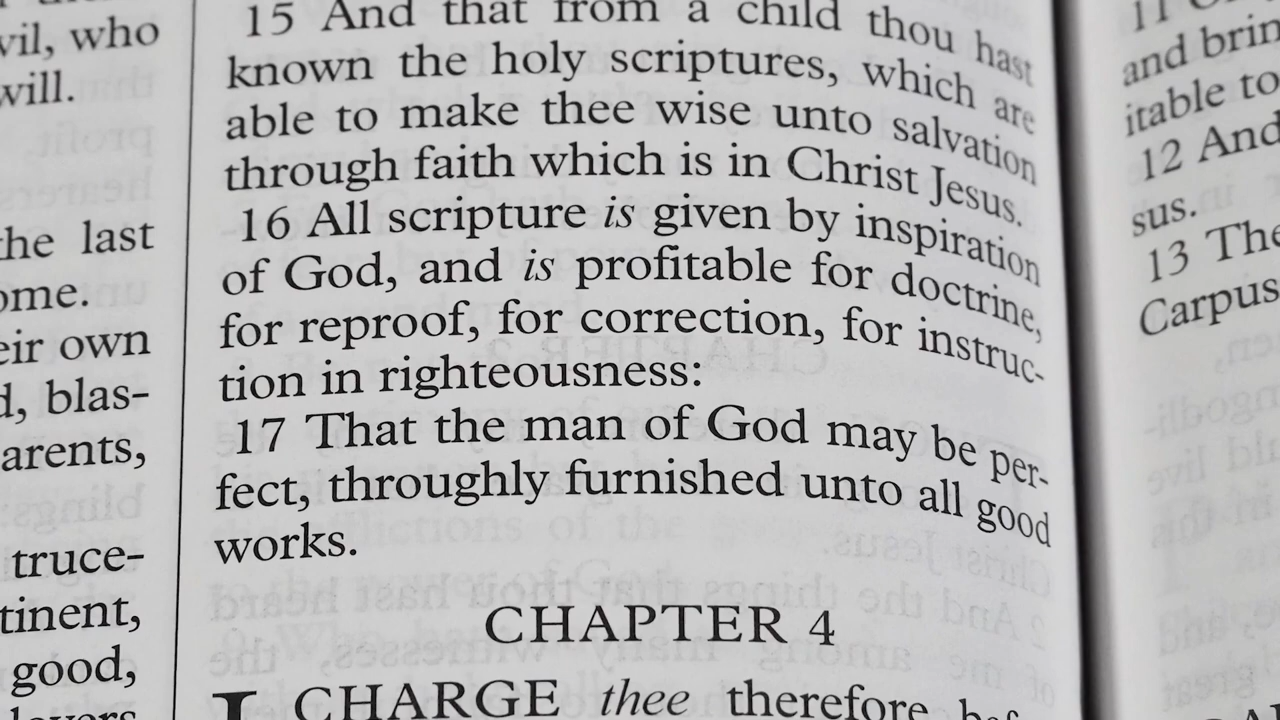 vil, who
will.
the last
ome.
eir own
d, blas-
arents,
truce-
tinent,
good,
lovers
15 And that from a child thou hast
known the holy scriptures, which are
able to make thee wise unto salvation
through faith which is in Christ Jesus.
16 All scripture is given by inspiration
of God, and is profitable for doctrine,
for reproof, for correction, for instruc-
tion in righteousness:
17 That the man of God may be per-
fect, throughly furnished unto all good
works.
CHAPTER 4
I CHARGE thee therefore bef
11
and brin
itable to
12 And
sus.
13 The
Carpus